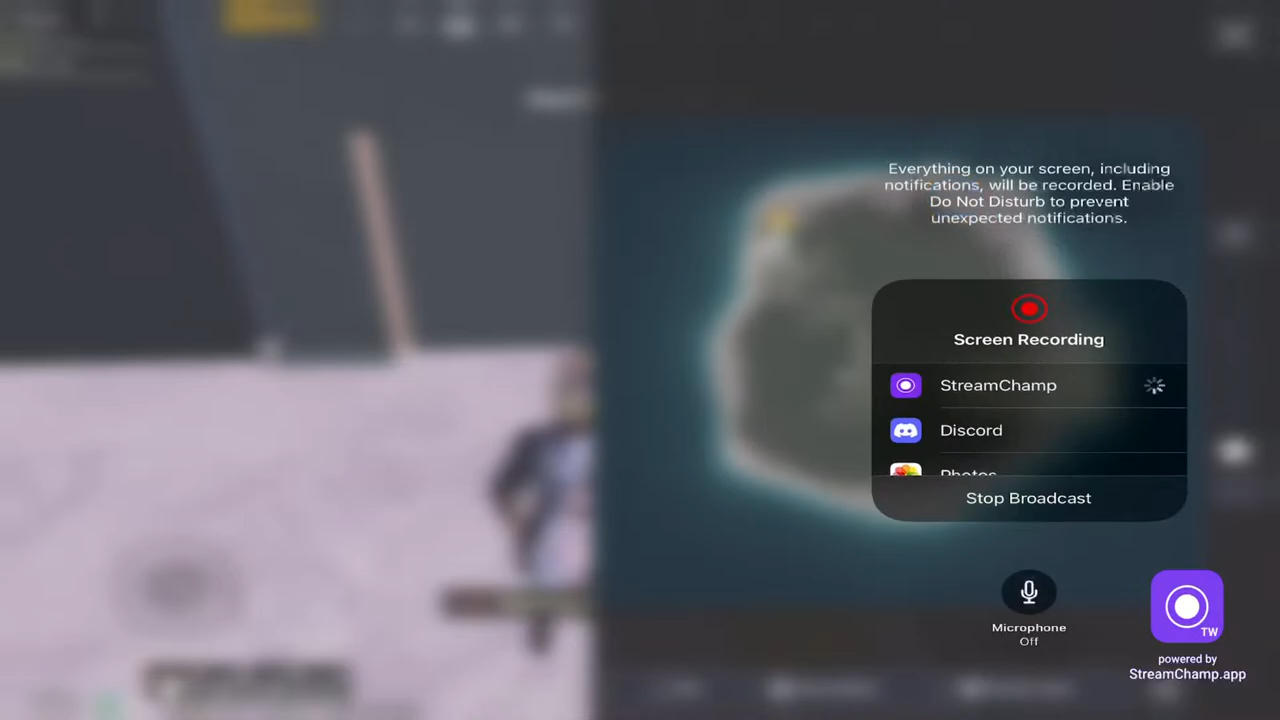 Everything on your screen, including
notifications, will be recorded. Enable
Do Not Disturb to prevent
unexpected notifications.
Screen Recording
StreamChamp
Discord
Photos
Stop Broadcast
Microphone
Off
TW
powered by
StreamChamp.app